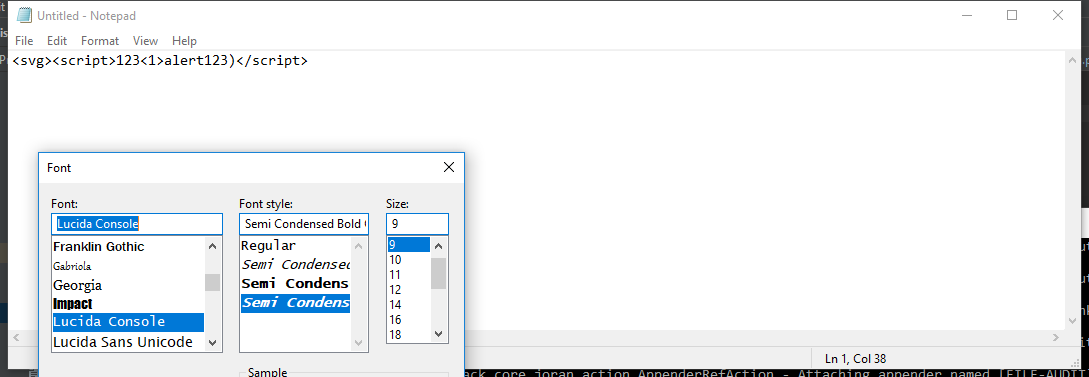 Untitled - Notepad
File Edit Format View Help
<svg><script>123<1>alert123)</script>
Font
Font: Font style: Size:
Lucida Console Semi Condensed Bold 9
Franklin Gothic Regular 9
Gabriola Semi Condensed 10
Georgia Semi Condens 11
Impact Semi Condens 12
Lucida Console 14
Lucida Sans Unicode 16
18
Ln 1, Col 38
Sample
core.joran.action.AppenderRefAction - Attaching appender named [FILE-AUDIT